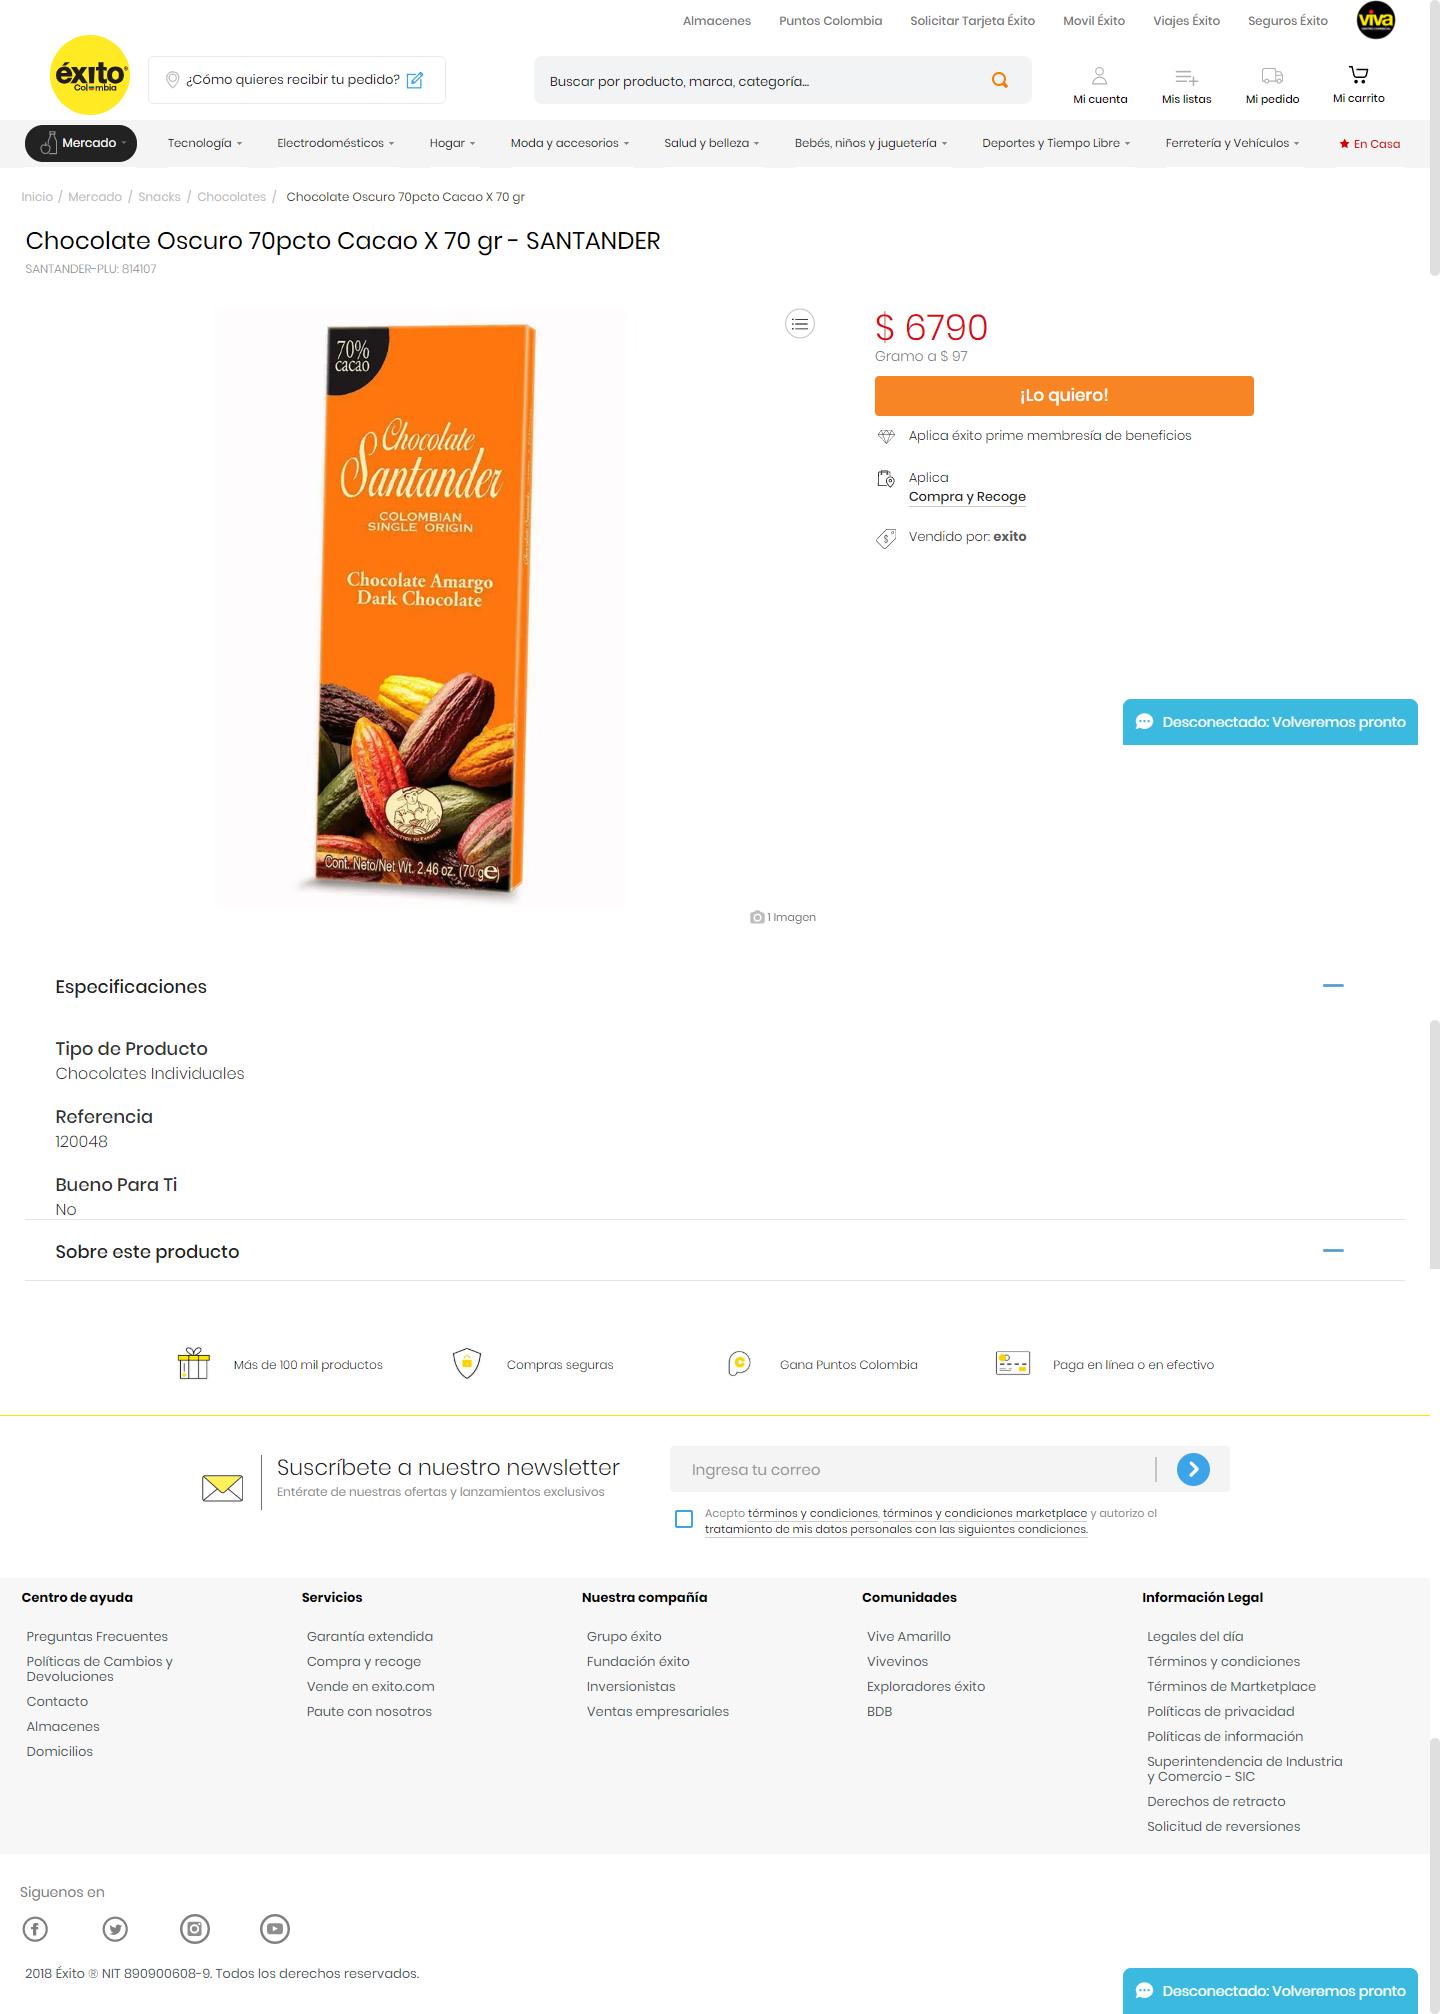 Almacenes Puntos Colombia Solicitar Tarjeta Éxito Movil Éxito Viajes Éxito Seguros Éxito viva
éxito
Colombia
¿Cómo quieres recibir tu pedido?
Buscar por producto, marca, categoría...
Mi cuenta Mis listas Mi pedido Mi carrito
Mercado Tecnología Electrodomésticos Hogar Moda y accesorios Salud y belleza Bebés, niños y juguetería Deportes y Tiempo Libre Ferretería y Vehículos En Casa
Inicio / Mercado / Snacks / Chocolates / Chocolate Oscuro 70pcto Cacao X 70 gr
Chocolate Oscuro 70pcto Cacao X 70 gr - SANTANDER
SANTANDER-PLU: 814107
70%
cacao
Chocolate
Santander
COLOMBIAN
SINGLE ORIGIN
Chocolate Amargo
Dark Chocolate
COMMITTED TO FARMERS
Cont. Neto/Net Wt. 2.46 oz. (70 g℮)
1 Imagen
$ 6790
Gramo a $ 97
¡Lo quiero!
Aplica éxito prime membresía de beneficios
Aplica
Compra y Recoge
Vendido por: exito
Desconectado: Volveremos pronto
Especificaciones
Tipo de Producto
Chocolates Individuales
Referencia
120048
Bueno Para Ti
No
Sobre este producto
Más de 100 mil productos Compras seguras Gana Puntos Colombia Paga en línea o en efectivo
Suscríbete a nuestro newsletter
Entérate de nuestras ofertas y lanzamientos exclusivos
Ingresa tu correo
Acepto términos y condiciones, términos y condiciones marketplace y autorizo el
tratamiento de mis datos personales con las siguientes condiciones.
Centro de ayuda
Preguntas Frecuentes
Políticas de Cambios y
Devoluciones
Contacto
Almacenes
Domicilios
Servicios
Garantía extendida
Compra y recoge
Vende en exito.com
Paute con nosotros
Nuestra compañía
Grupo éxito
Fundación éxito
Inversionistas
Ventas empresariales
Comunidades
Vive Amarillo
Vivevinos
Exploradores éxito
BDB
Información Legal
Legales del día
Términos y condiciones
Términos de Martketplace
Políticas de privacidad
Políticas de información
Superintendencia de Industria
y Comercio - SIC
Derechos de retracto
Solicitud de reversiones
Siguenos en
2018 Éxito ® NIT 890900608-9. Todos los derechos reservados.
Desconectado: Volveremos pronto